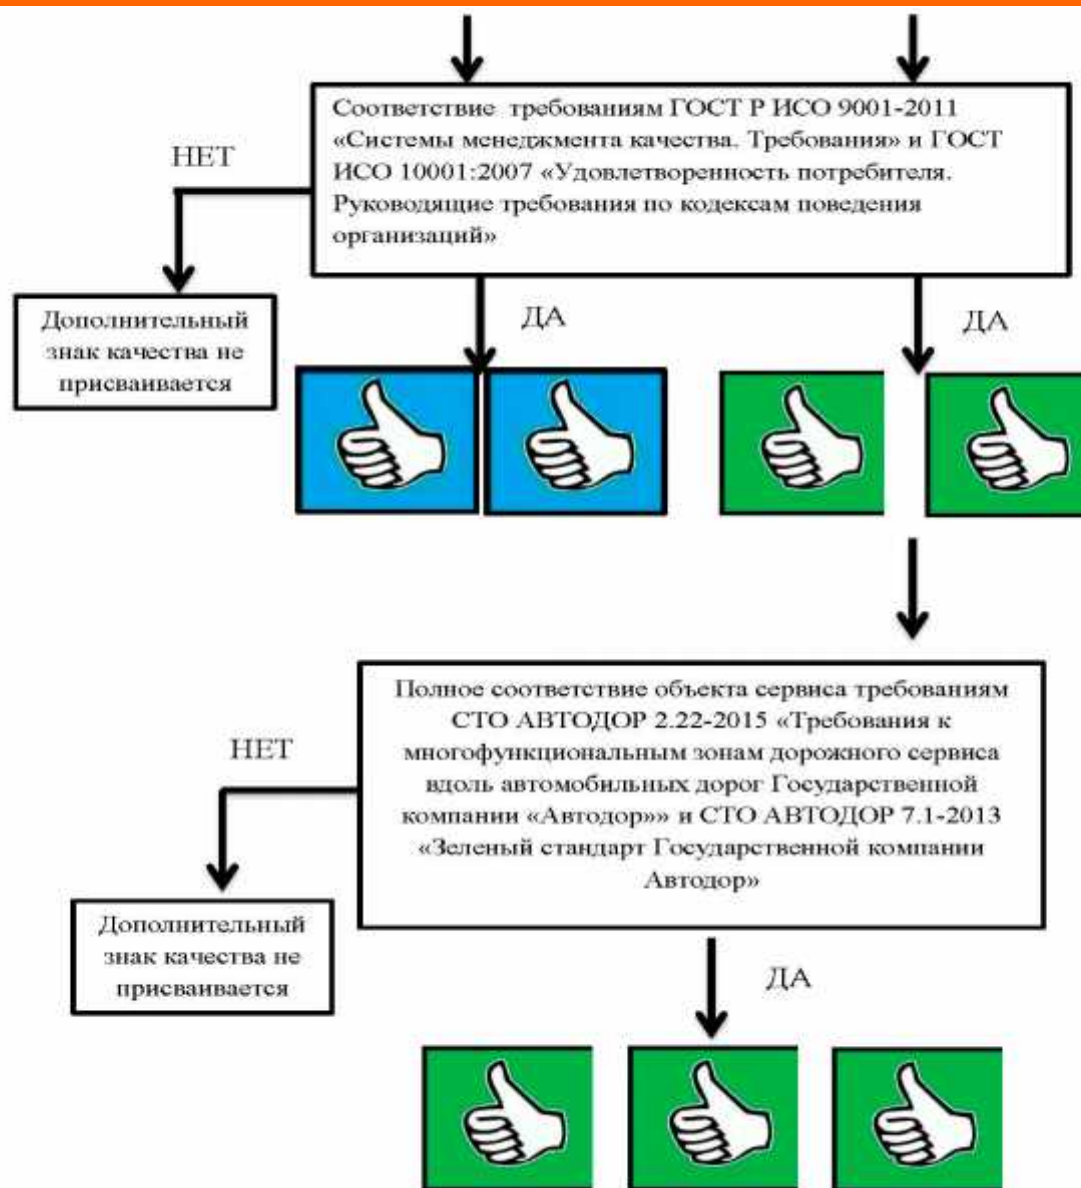 Соответствие требованиям ГОСТ Р ИСО 9001-2011
«Системы менеджмента качества. Требования» и ГОСТ
ИСО 10001:2007 «Удовлетворенность потребителя.
Руководящие требования по кодексам поведения
организаций»
НЕТ
ДА
ДА
Дополнительный
знак качества не
присваивается
Полное соответствие объекта сервиса требованиям
СТО АВТОДОР 2.22-2015 «Требования к
многофункциональным зонам дорожного сервиса
вдоль автомобильных дорог Государственной
компании «Автодор»» и СТО АВТОДОР 7.1-2013
«Зеленый стандарт Государственной компании
Автодор»
НЕТ
Дополнительный
знак качества не
присваивается
ДА